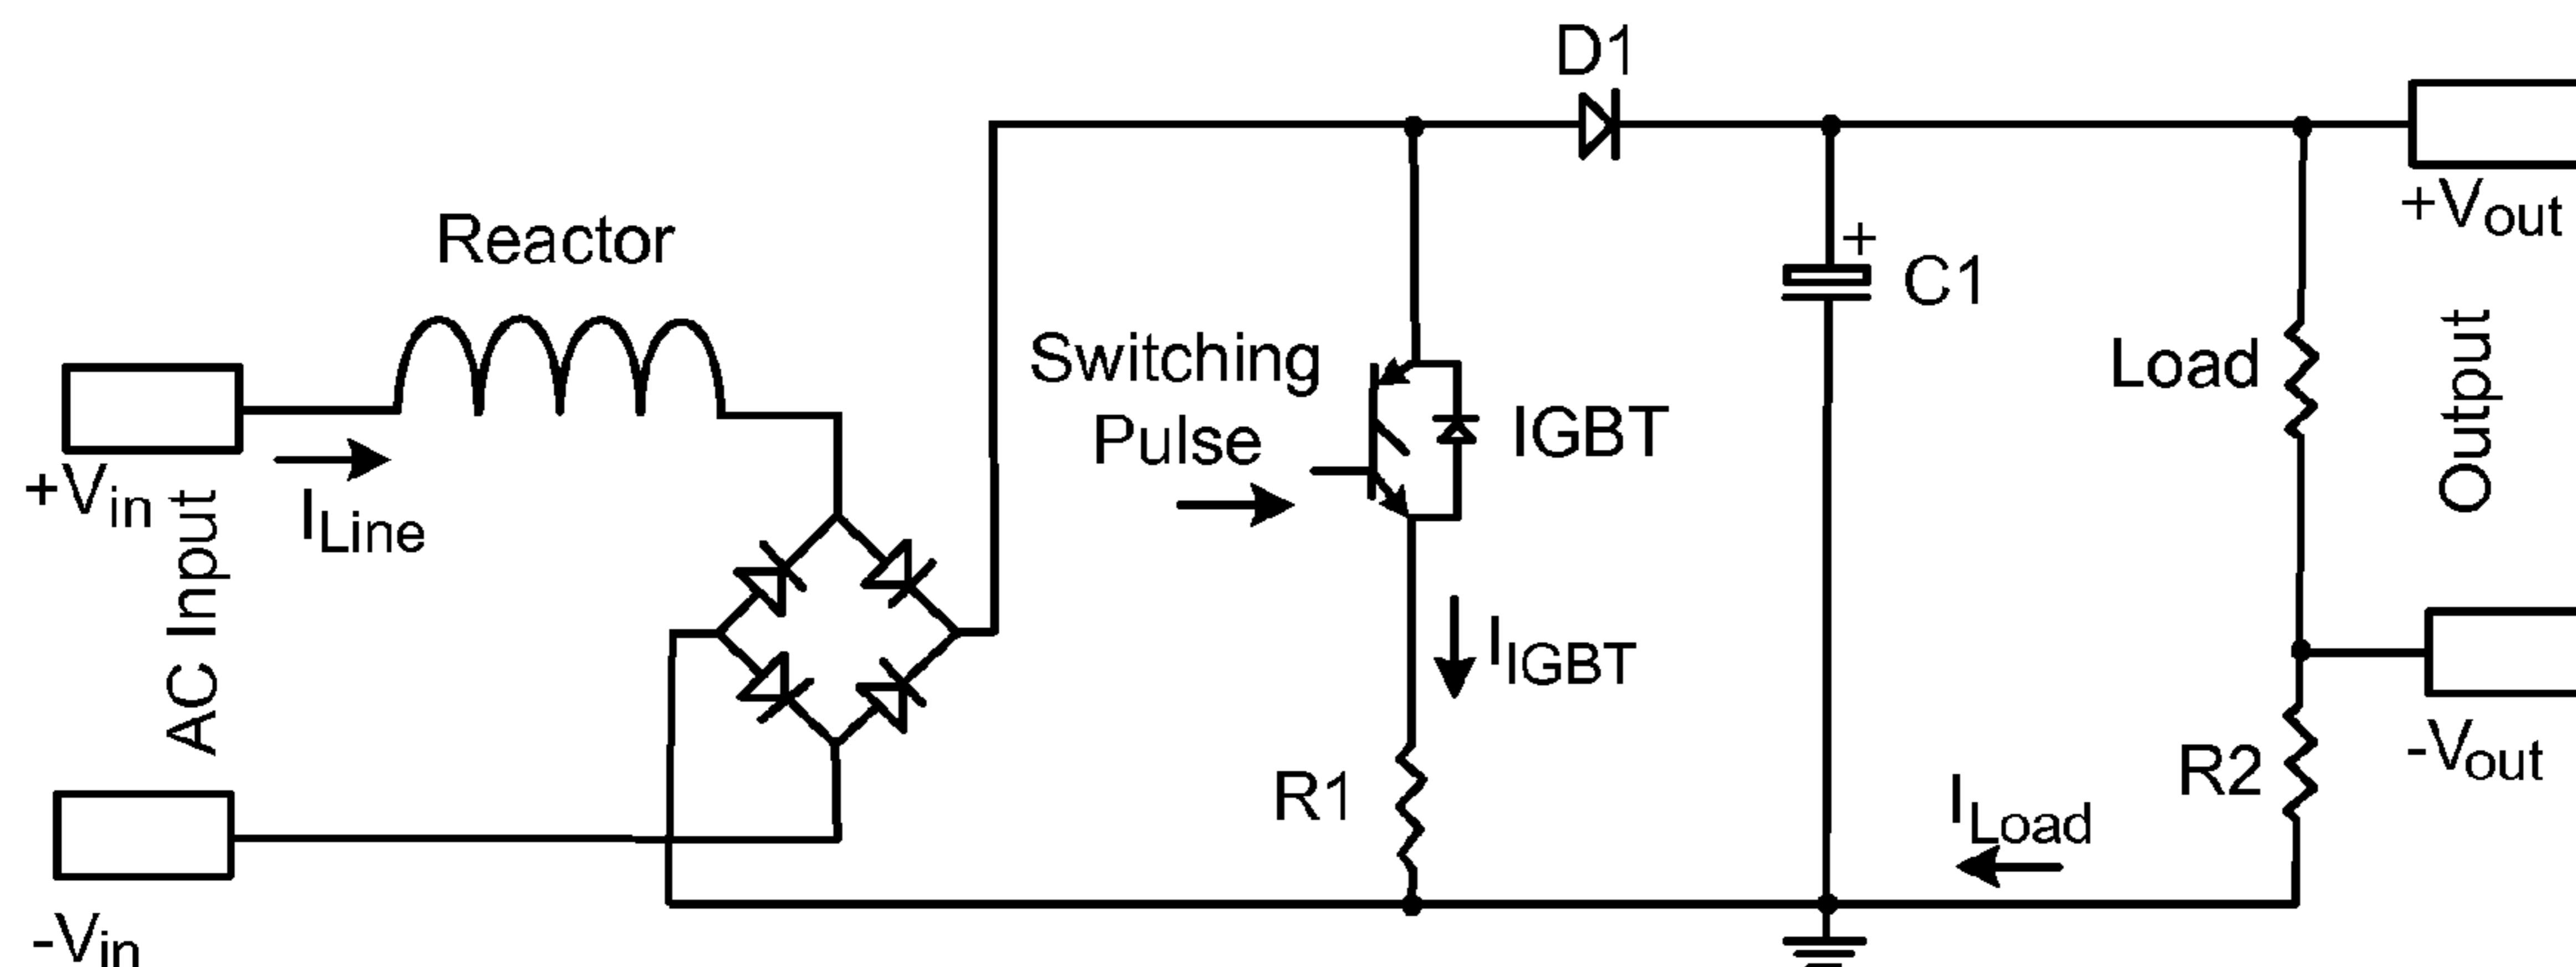 D1
+Vout
Reactor
+
C1
Switching
Pulse
IGBT
Load
Output
+Vin
AC Input
ILine
IIGBT
R1
ILoad
R2
-Vout
-Vin